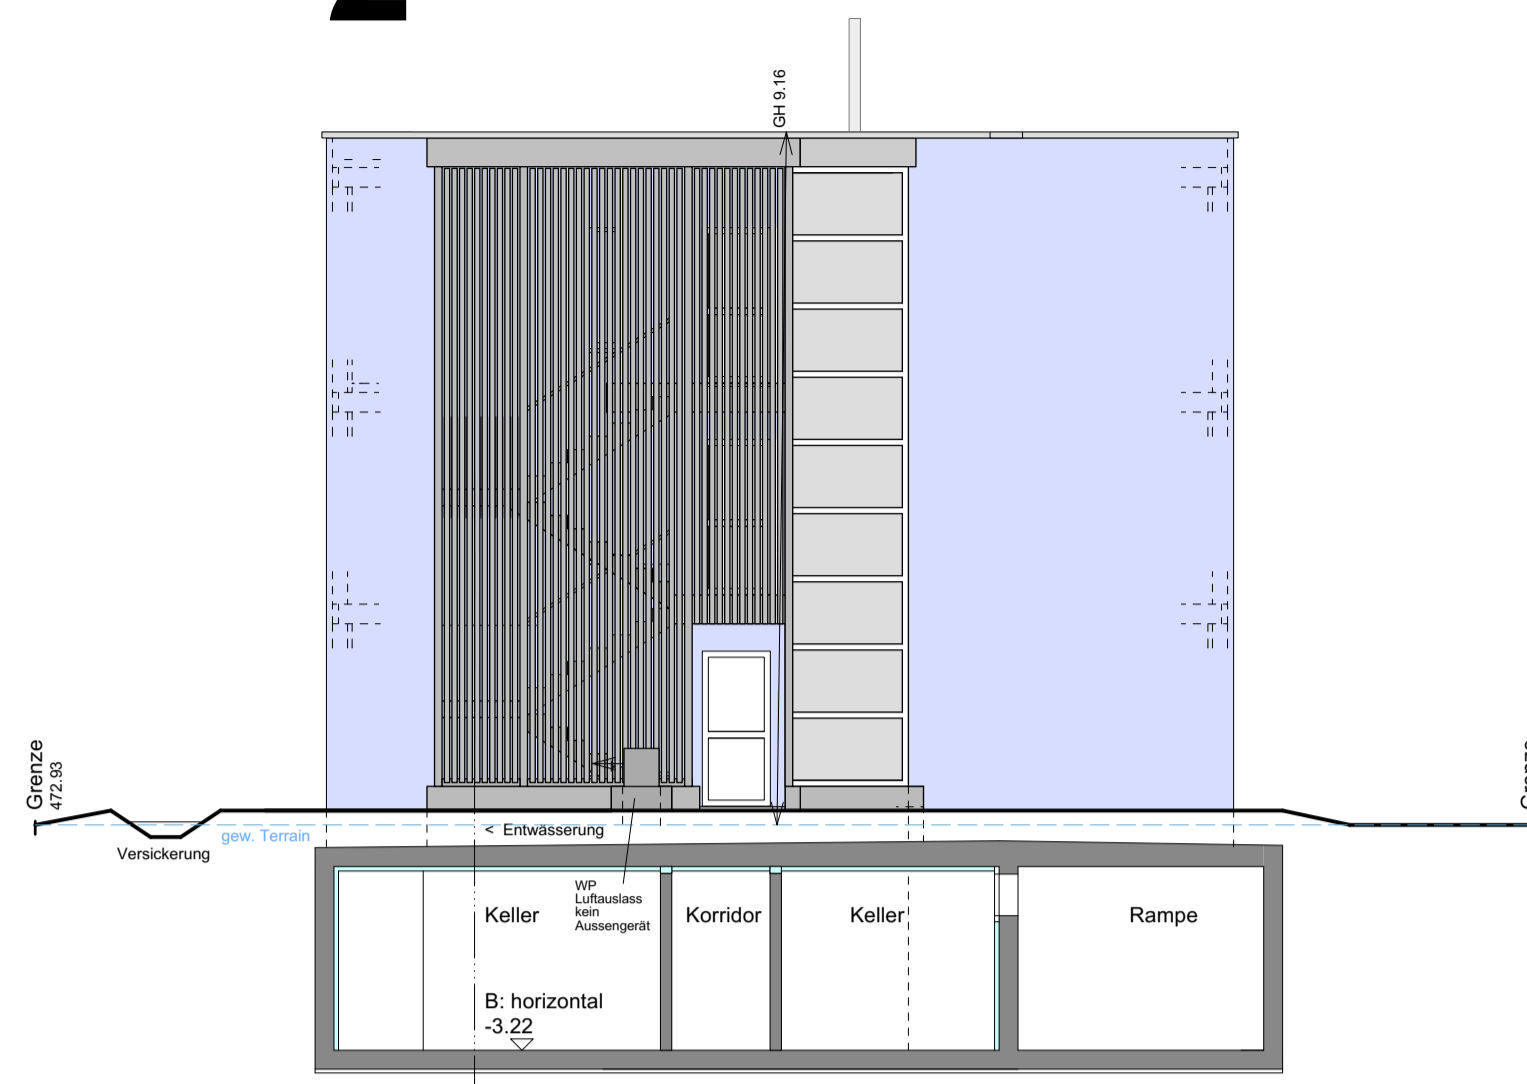 GH 9.16
Grenze
472.93
gew. Terrain
< Entwässerung
Versickerung
WP
Luftauslass
kein
Aussengerät
Keller
Korridor
Keller
Rampe
B: horizontal
-3.22